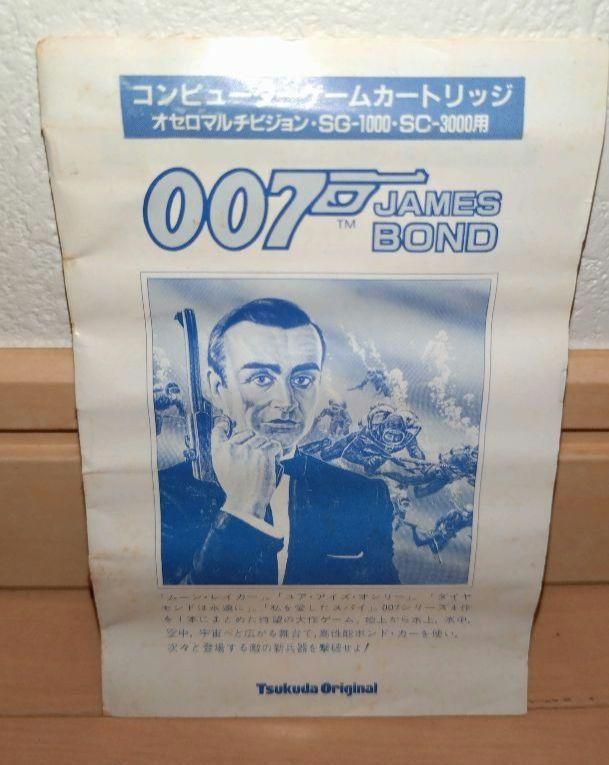 コンピューターゲームカートリッジ
オセロマルチビジョン・SG-1000・SC-3000用
007 TM JAMES
BOND
「ムーン・レイカー」、「ユア・アイズ・オンリー」、「ダイヤ
モンドは永遠に」、「私を愛したスパイ」007シリーズ4作
を1本にまとめた待望の大作ゲーム。陸上から水上、水中、
空中、宇宙へと広がる舞台で、高性能ボンド・カーを使い、
次々と登場する敵の新兵器を撃破せよ!
Tsukuda Original